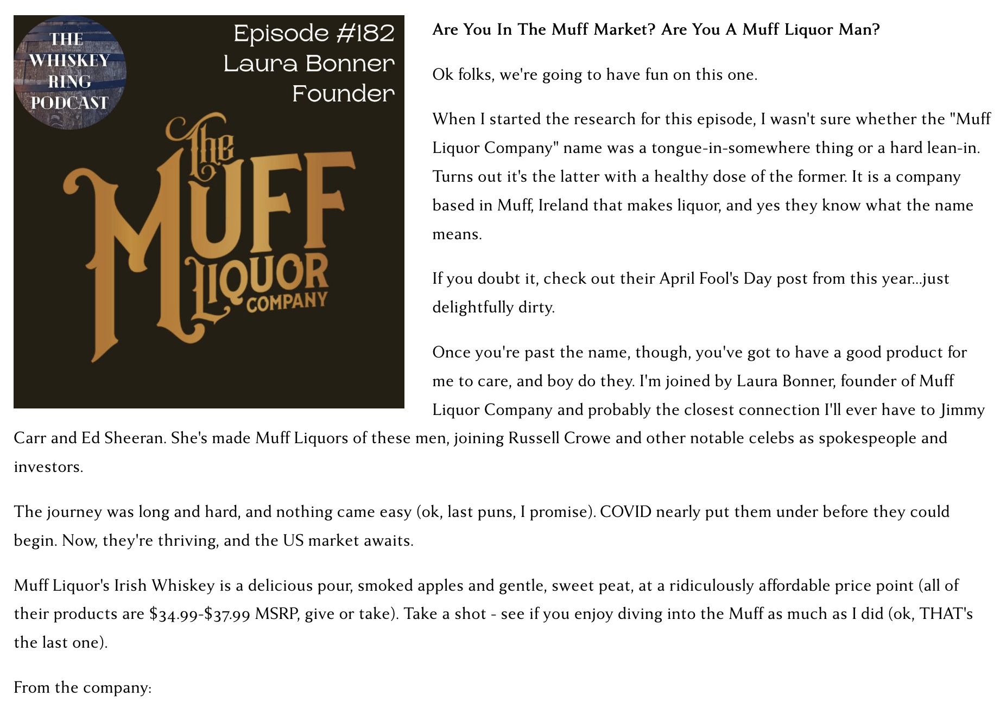 THE
WHISKEY
RING
PODCAST
Episode #182
Laura Bonner
Founder
The
MUFF
LIQUOR
COMPANY
Are You In The Muff Market? Are You A Muff Liquor Man?
Ok folks, we're going to have fun on this one.
When I started the research for this episode, I wasn't sure whether the "Muff
Liquor Company" name was a tongue-in-somewhere thing or a hard lean-in.
Turns out it's the latter with a healthy dose of the former. It is a company
based in Muff, Ireland that makes liquor, and yes they know what the name
means.
If you doubt it, check out their April Fool's Day post from this year...just
delightfully dirty.
Once you're past the name, though, you've got to have a good product for
me to care, and boy do they. I'm joined by Laura Bonner, founder of Muff
Liquor Company and probably the closest connection I'll ever have to Jimmy
Carr and Ed Sheeran. She's made Muff Liquors of these men, joining Russell Crowe and other notable celebs as spokespeople and
investors.
The journey was long and hard, and nothing came easy (ok, last puns, I promise). COVID nearly put them under before they could
begin. Now, they're thriving, and the US market awaits.
Muff Liquor's Irish Whiskey is a delicious pour, smoked apples and gentle, sweet peat, at a ridiculously affordable price point (all of
their products are $34.99-$37.99 MSRP, give or take). Take a shot - see if you enjoy diving into the Muff as much as I did (ok, THAT's
the last one).
From the company: